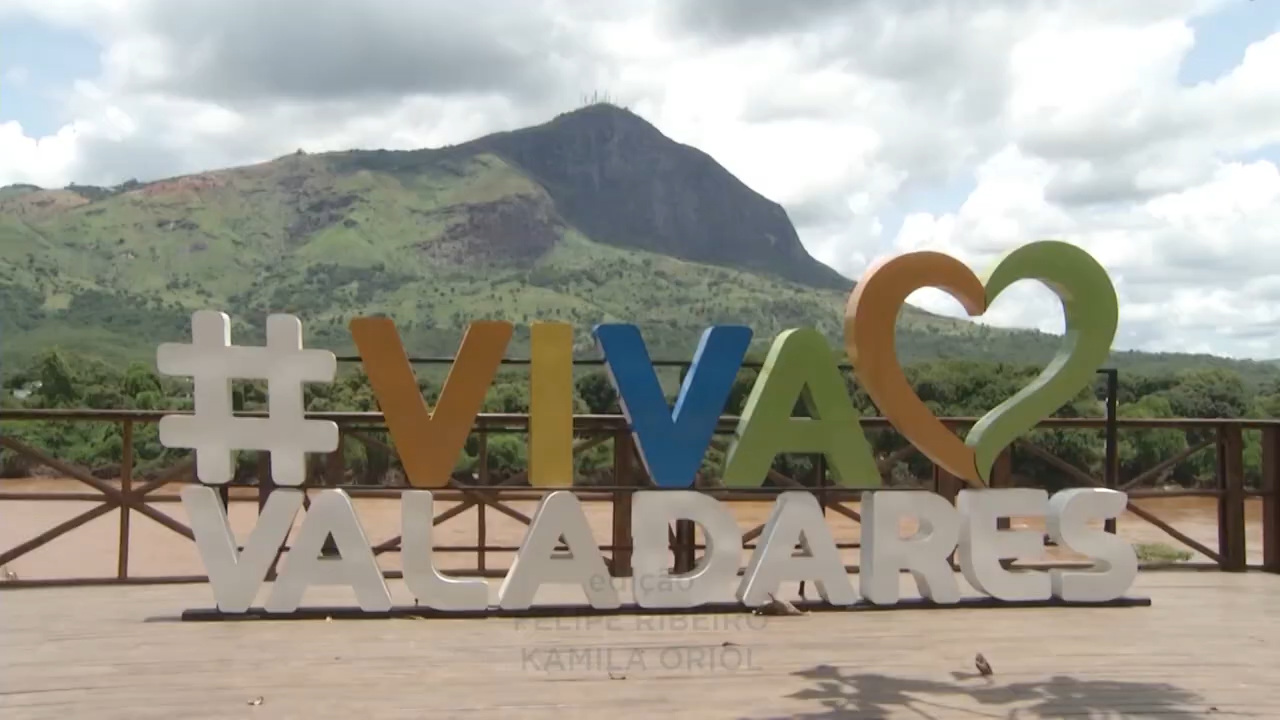 #VIVA
VALADARES
edição
FELIPE RIBEIRO
KAMILA ORIOL